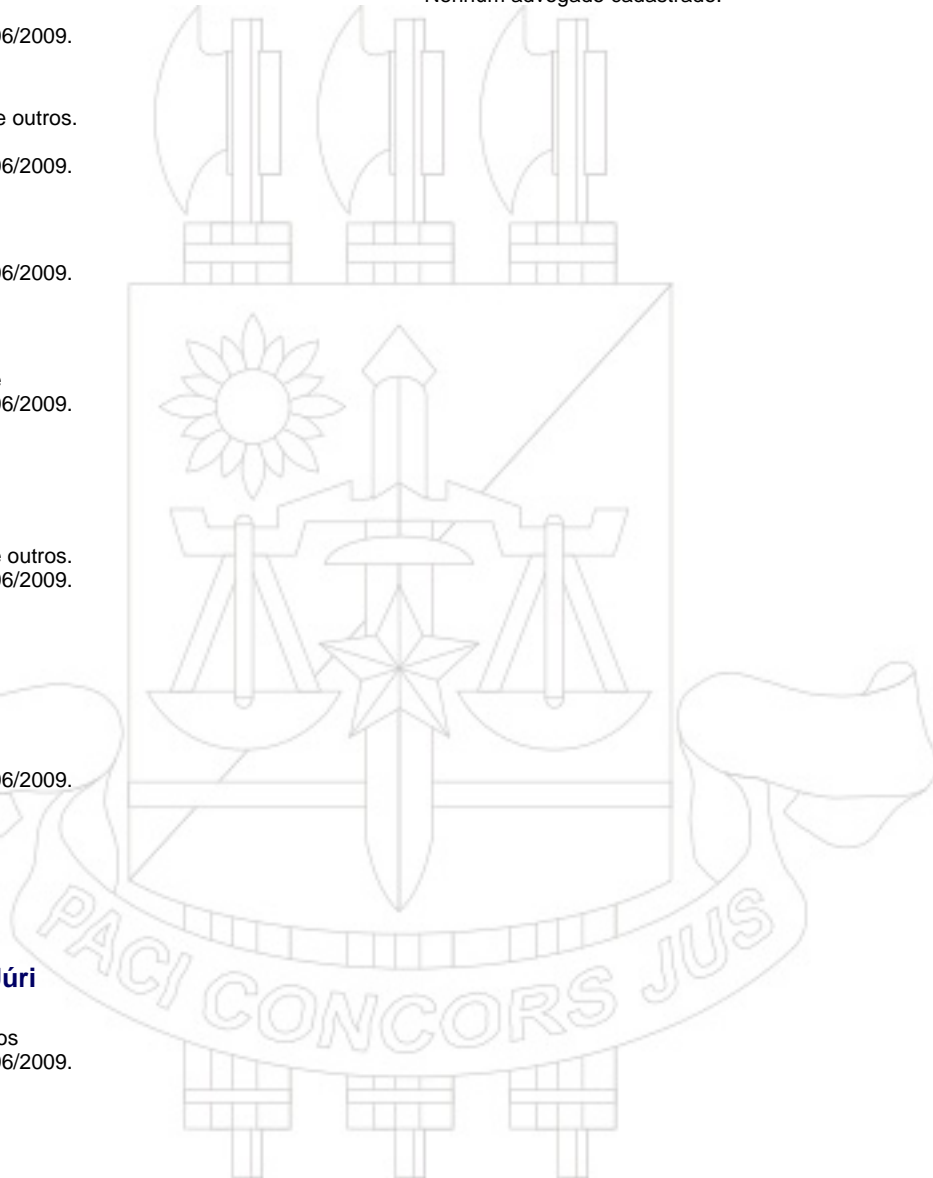 Nenhum advogado cadastrado.
06/2009.
e outros.
06/2009.
06/2009.
e
06/2009.
e outros.
06/2009.
06/2009.
Júri
os
06/2009.
PACI CONCORS JUS